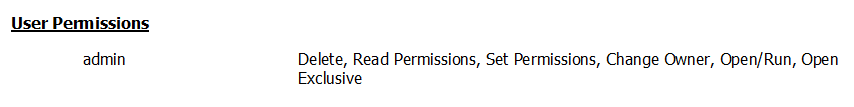 User Permissions
admin Delete, Read Permissions, Set Permissions, Change Owner, Open/Run, Open
Exclusive